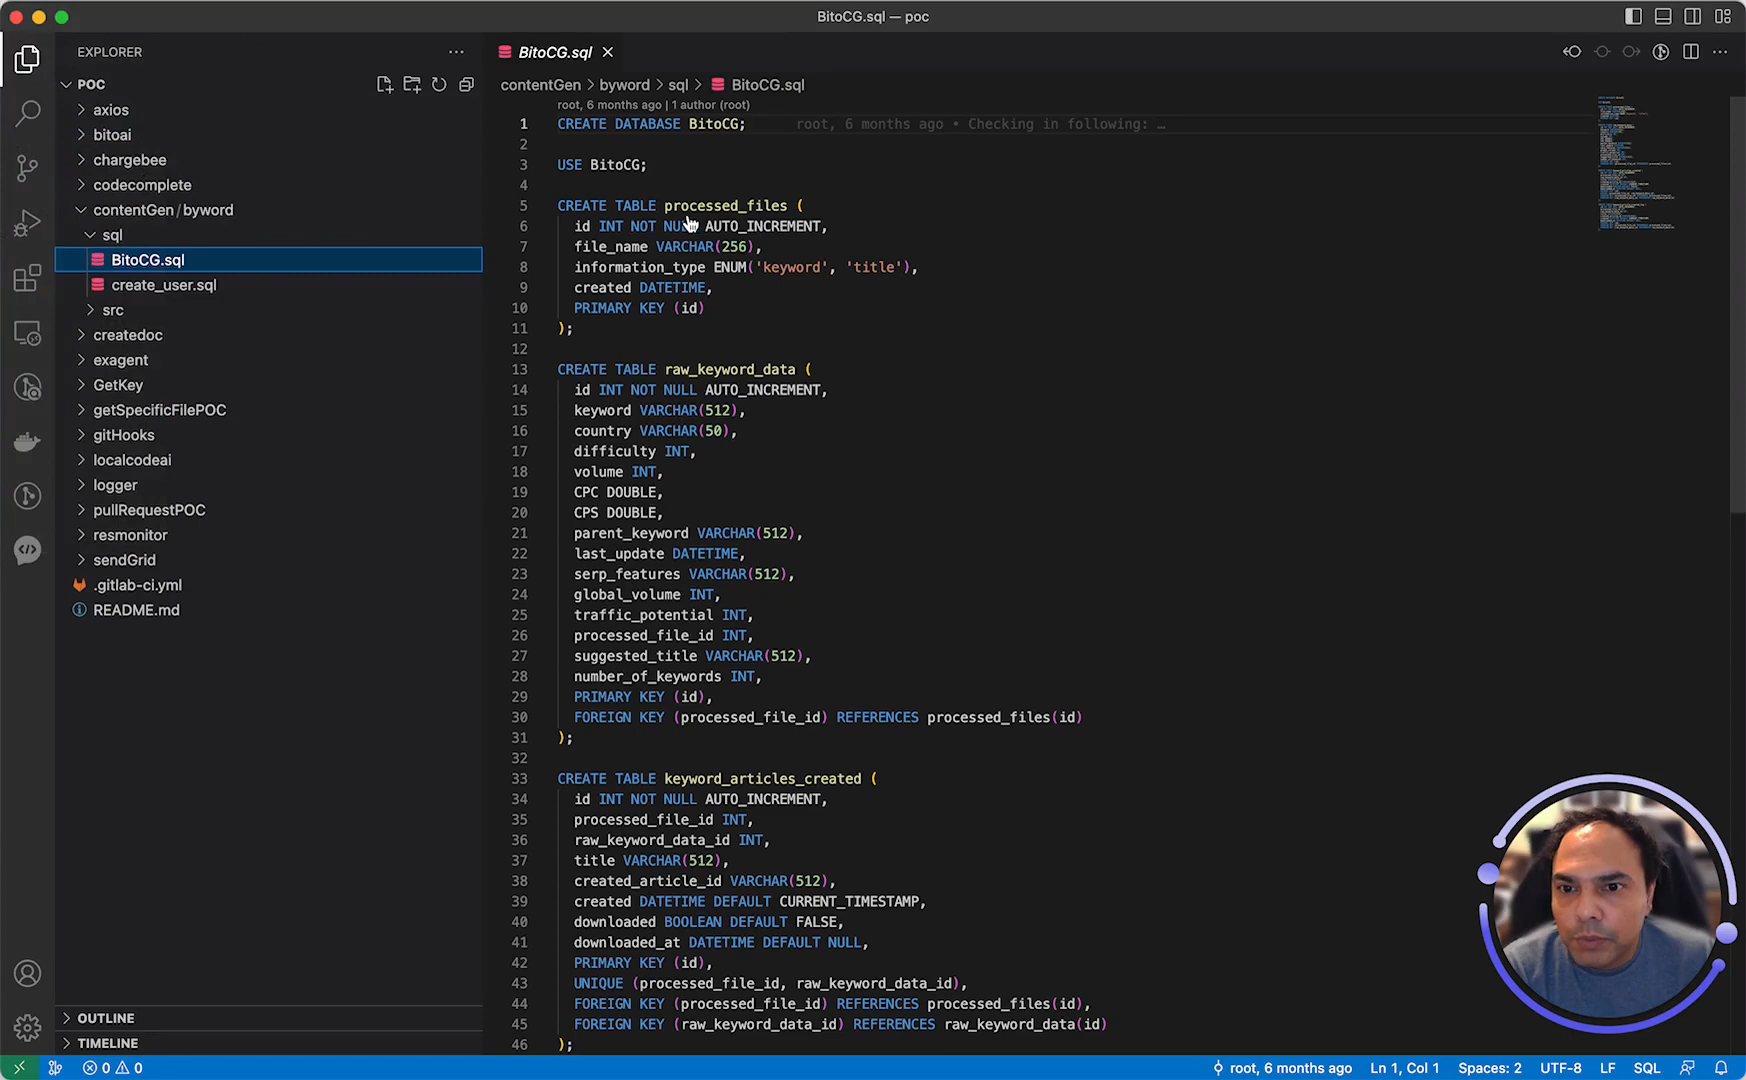 BitoCG.sql — poc
EXPLORER
POC
axios
bitoai
chargebee
codecomplete
contentGen / byword
sql
BitoCG.sql
create_user.sql
src
createdoc
exagent
GetKey
getSpecificFilePOC
gitHooks
localcodeai
logger
pullRequestPOC
resmonitor
sendGrid
.gitlab-ci.yml
README.md
OUTLINE
TIMELINE
BitoCG.sql
contentGen > byword > sql > BitoCG.sql
root, 6 months ago | 1 author (root)
1 CREATE DATABASE BitoCG; root, 6 months ago • Checking in following: …
2
3 USE BitoCG;
4
5 CREATE TABLE processed_files (
6 id INT NOT NULL AUTO_INCREMENT,
7 file_name VARCHAR(256),
8 information_type ENUM('keyword', 'title'),
9 created DATETIME,
10 PRIMARY KEY (id)
11 );
12
13 CREATE TABLE raw_keyword_data (
14 id INT NOT NULL AUTO_INCREMENT,
15 keyword VARCHAR(512),
16 country VARCHAR(50),
17 difficulty INT,
18 volume INT,
19 CPC DOUBLE,
20 CPS DOUBLE,
21 parent_keyword VARCHAR(512),
22 last_update DATETIME,
23 serp_features VARCHAR(512),
24 global_volume INT,
25 traffic_potential INT,
26 processed_file_id INT,
27 suggested_title VARCHAR(512),
28 number_of_keywords INT,
29 PRIMARY KEY (id),
30 FOREIGN KEY (processed_file_id) REFERENCES processed_files(id)
31 );
32
33 CREATE TABLE keyword_articles_created (
34 id INT NOT NULL AUTO_INCREMENT,
35 processed_file_id INT,
36 raw_keyword_data_id INT,
37 title VARCHAR(512),
38 created_article_id VARCHAR(512),
39 created DATETIME DEFAULT CURRENT_TIMESTAMP,
40 downloaded BOOLEAN DEFAULT FALSE,
41 downloaded_at DATETIME DEFAULT NULL,
42 PRIMARY KEY (id),
43 UNIQUE (processed_file_id, raw_keyword_data_id),
44 FOREIGN KEY (processed_file_id) REFERENCES processed_files(id),
45 FOREIGN KEY (raw_keyword_data_id) REFERENCES raw_keyword_data(id)
46 );
0 0 root, 6 months ago Ln 1, Col 1 Spaces: 2 UTF-8 LF SQL